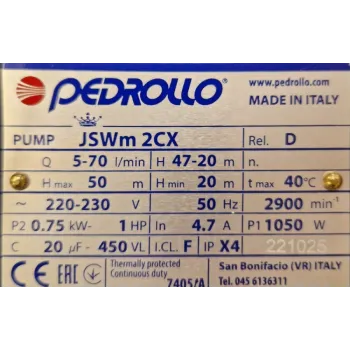 PEDROLLO
www.pedrollo.com
MADE IN ITALY
PUMP JSWm 2CX Rel. D
Q 5-70 l/min H 47-20 m n.
H max 50 m H min 20 m t max 40°C
~ 220-230 V 50 Hz 2900 min⁻¹
P2 0.75 kW- 1 HP In 4.7 A P1 1050 W
C 20 µF - 450 VL I.CL. F IP X4 221025
CE EAC Thermally protected
Continuous duty
7405/A
San Bonifacio (VR) ITALY
Tel. 045 6136311